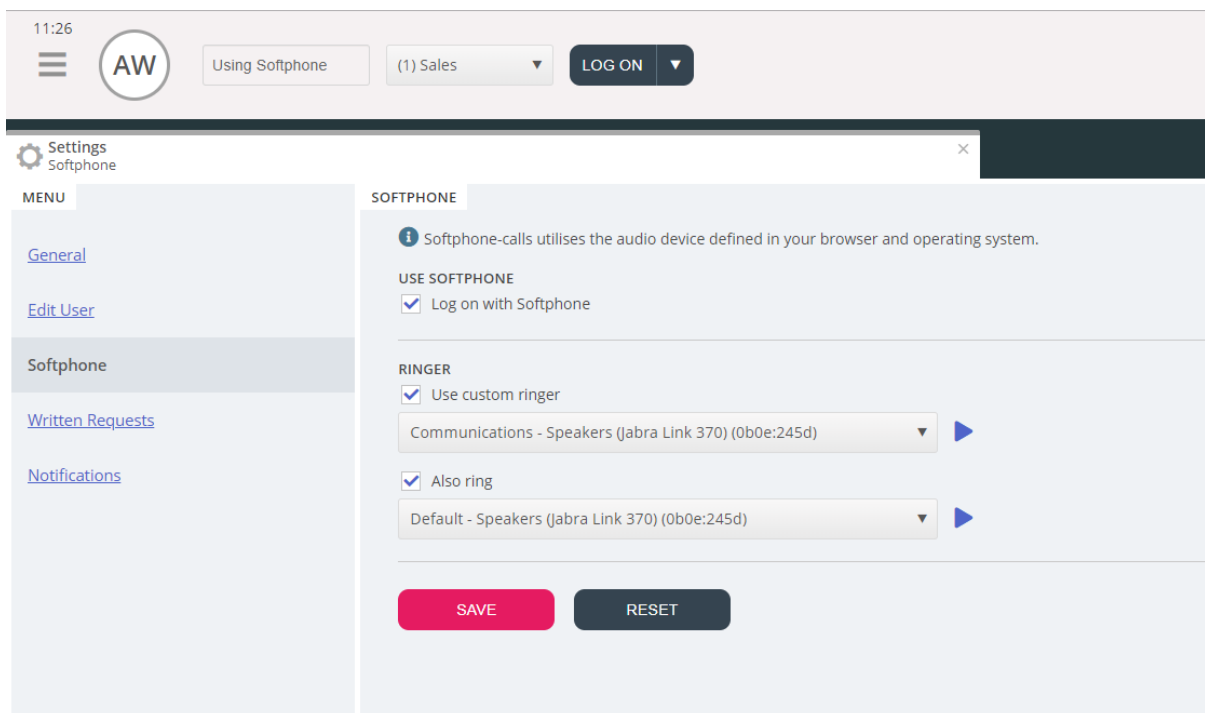 11:26
AW
Using Softphone
(1) Sales
LOG ON
Settings
Softphone
MENU
General
Edit User
Softphone
Written Requests
Notifications
SOFTPHONE
Softphone-calls utilises the audio device defined in your browser and operating system.
USE SOFTPHONE
Log on with Softphone
RINGER
Use custom ringer
Communications - Speakers (Jabra Link 370) (0b0e:245d)
Also ring
Default - Speakers (Jabra Link 370) (0b0e:245d)
SAVE
RESET